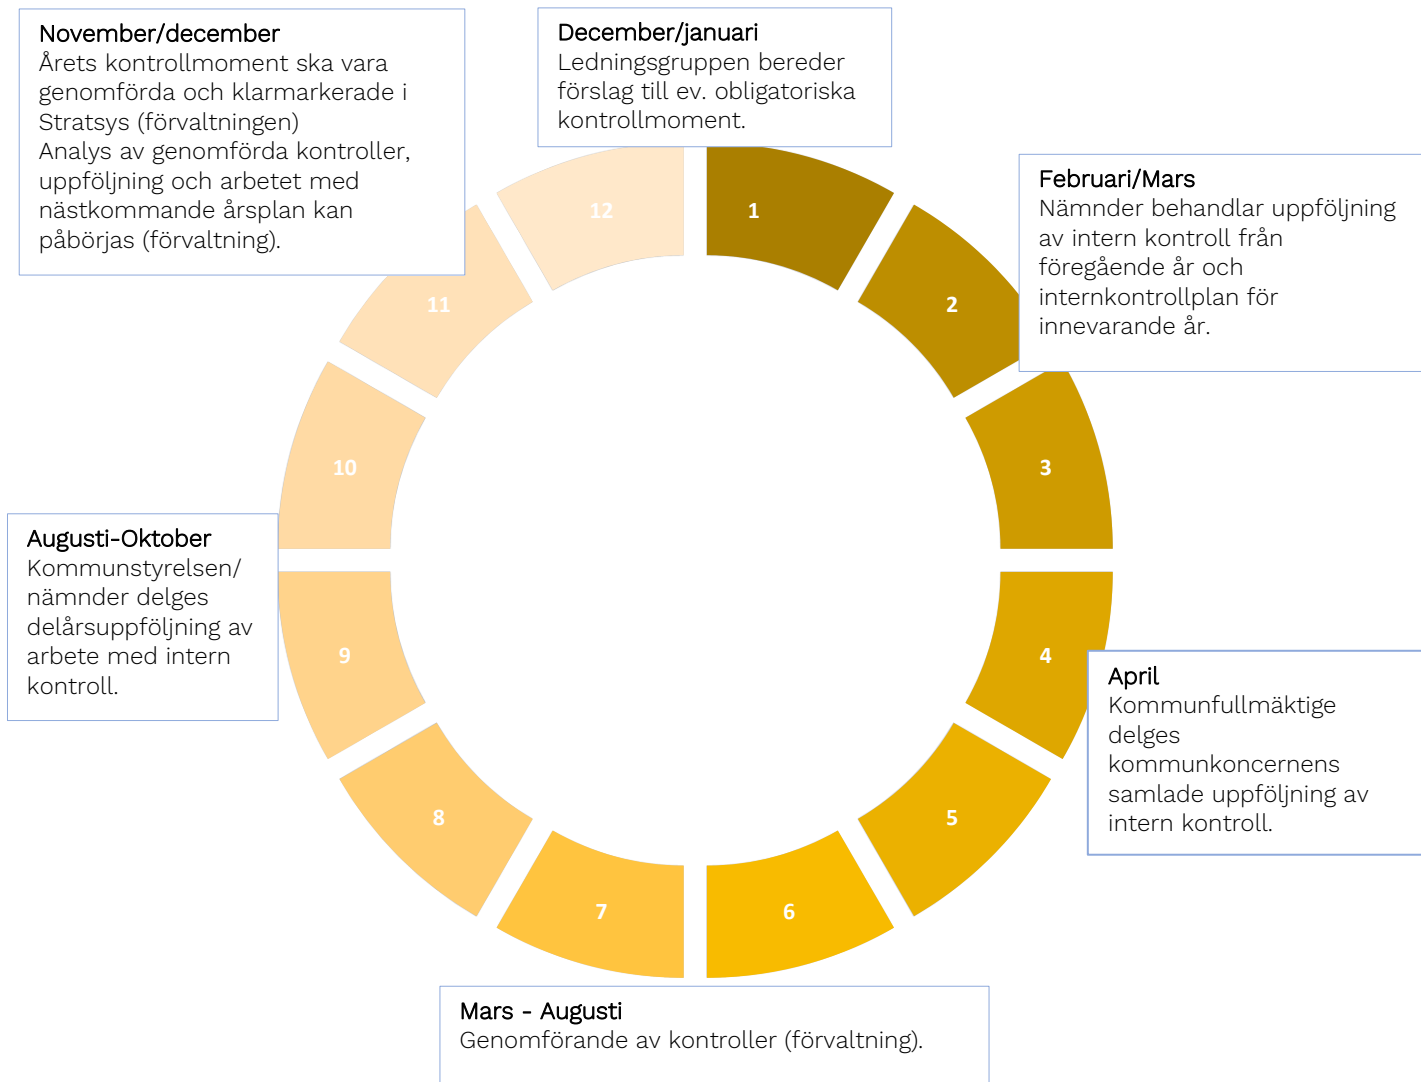 November/december
Årets kontrollmoment ska vara
genomförda och klarmarkerade i
Stratsys (förvaltningen)
Analys av genomförda kontroller,
uppföljning och arbetet med
nästkommande årsplan kan
påbörjas (förvaltning).
December/januari
Ledningsgruppen bereder
förslag till ev. obligatoriska
kontrollmoment.
Februari/Mars
Nämnder behandlar uppföljning
av intern kontroll från
föregående år och
internkontrollplan för
innevarande år.
12
1
11
2
10
3
Augusti-Oktober
Kommunstyrelsen/
nämnder delges
delårsuppföljning av
arbete med intern
kontroll.
9
4
April
Kommunfullmäktige
delges
kommunkoncernens
samlade uppföljning av
intern kontroll.
8
5
7
6
Mars - Augusti
Genomförande av kontroller (förvaltning).